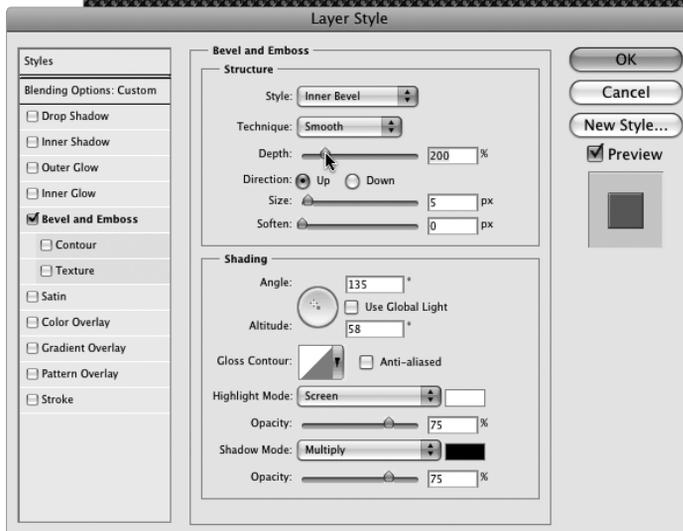 Layer Style
Styles
Blending Options: Custom
Drop Shadow
Inner Shadow
Outer Glow
Inner Glow
Bevel and Emboss
Contour
Texture
Satin
Color Overlay
Gradient Overlay
Pattern Overlay
Stroke
Bevel and Emboss
Structure
Style: Inner Bevel
Technique: Smooth
Depth: 200 %
Direction: Up Down
Size: 5 px
Soften: 0 px
Shading
Angle: 135 °
Use Global Light
Altitude: 58 °
Gloss Contour: Anti-aliased
Highlight Mode: Screen
Opacity: 75 %
Shadow Mode: Multiply
Opacity: 75 %
OK
Cancel
New Style...
Preview